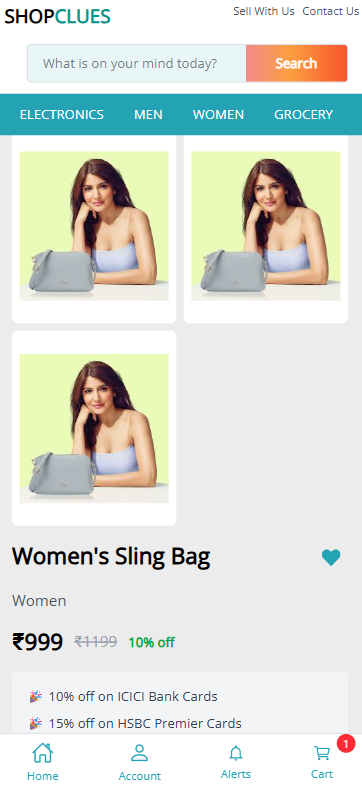 SHOPCLUES
Sell With Us Contact Us
What is on your mind today? Search
ELECTRONICS MEN WOMEN GROCERY
Women's Sling Bag
Women
₹999 ₹1199 10% off
🎉 10% off on ICICI Bank Cards
🎉 15% off on HSBC Premier Cards
1
Home Account Alerts Cart